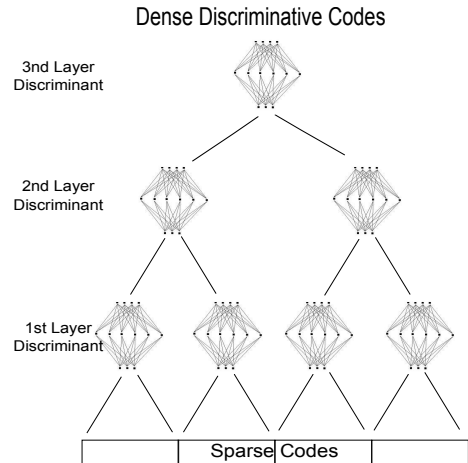 Dense Discriminative Codes
3nd Layer
Discriminant
2nd Layer
Discriminant
1st Layer
Discriminant
Sparse Codes